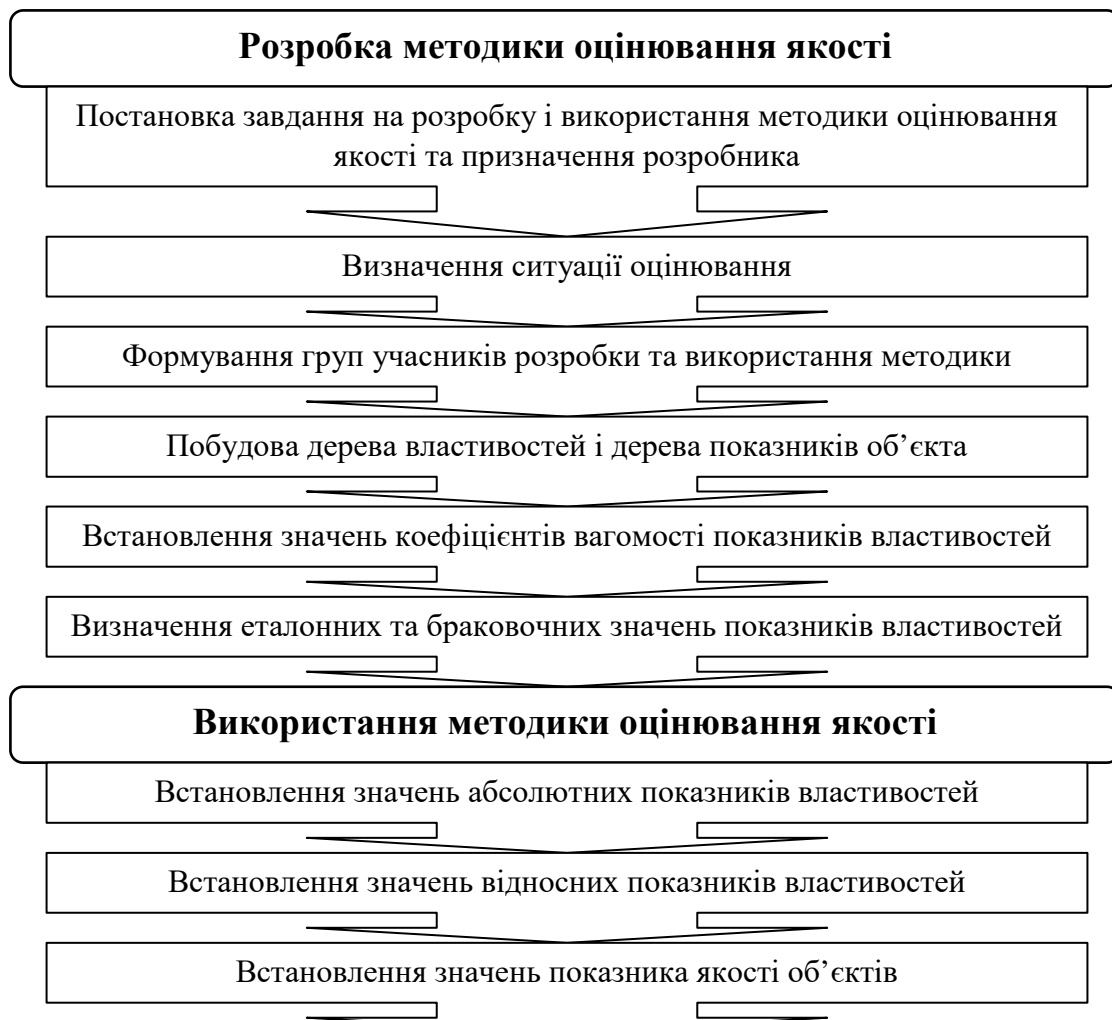 Розробка методики оцінювання якості
Постановка завдання на розробку і використання методики оцінювання
якості та призначення розробника
Визначення ситуації оцінювання
Формування груп учасників розробки та використання методики
Побудова дерева властивостей і дерева показників об’єкта
Встановлення значень коефіцієнтів вагомості показників властивостей
Визначення еталонних та браковочних значень показників властивостей
Використання методики оцінювання якості
Встановлення значень абсолютних показників властивостей
Встановлення значень відносних показників властивостей
Встановлення значень показника якості об’єктів